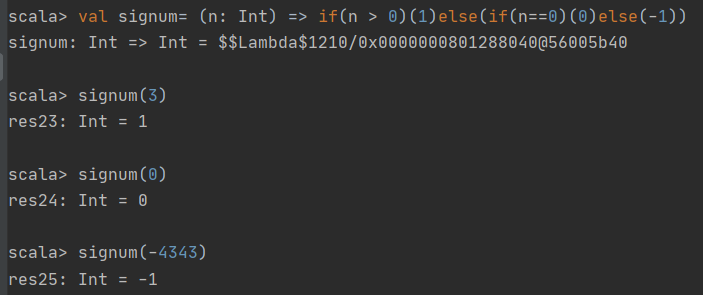 scala> val signum= (n: Int) => if(n > 0)(1)else(if(n==0)(0)else(-1))
signum: Int => Int = $$Lambda$1210/0x0000000801288040@56005b40
scala> signum(3)
res23: Int = 1
scala> signum(0)
res24: Int = 0
scala> signum(-4343)
res25: Int = -1